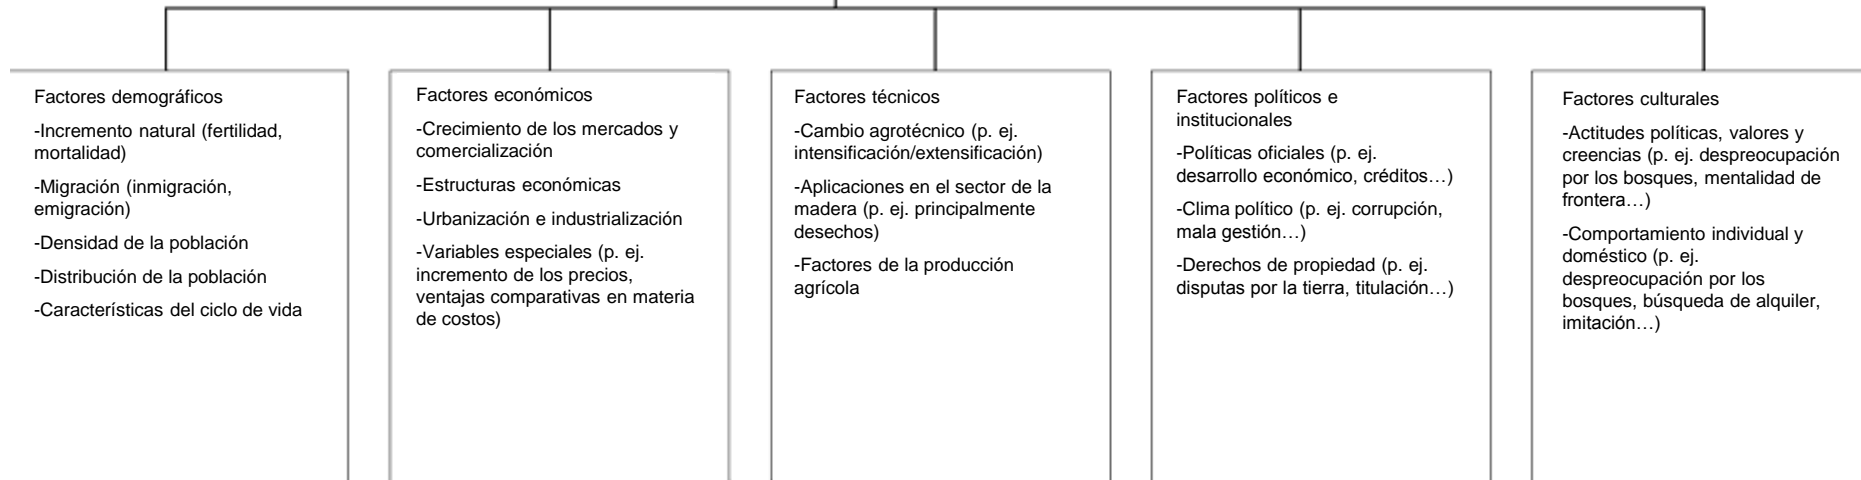 Factores demográficos
-Incremento natural (fertilidad,
mortalidad)
-Migración (inmigración,
emigración)
-Densidad de la población
-Distribución de la población
-Características del ciclo de vida
Factores económicos
-Crecimiento de los mercados y
comercialización
-Estructuras económicas
-Urbanización e industrialización
-Variables especiales (p. ej.
incremento de los precios,
ventajas comparativas en materia
de costos)
Factores técnicos
-Cambio agrotécnico (p. ej.
intensificación/extensificación)
-Aplicaciones en el sector de la
madera (p. ej. principalmente
desechos)
-Factores de la producción
agrícola
Factores políticos e
institucionales
-Políticas oficiales (p. ej.
desarrollo económico, créditos…)
-Clima político (p. ej. corrupción,
mala gestión…)
-Derechos de propiedad (p. ej.
disputas por la tierra, titulación…)
Factores culturales
-Actitudes políticas, valores y
creencias (p. ej. despreocupación
por los bosques, mentalidad de
frontera…)
-Comportamiento individual y
doméstico (p. ej.
despreocupación por los
bosques, búsqueda de alquiler,
imitación…)